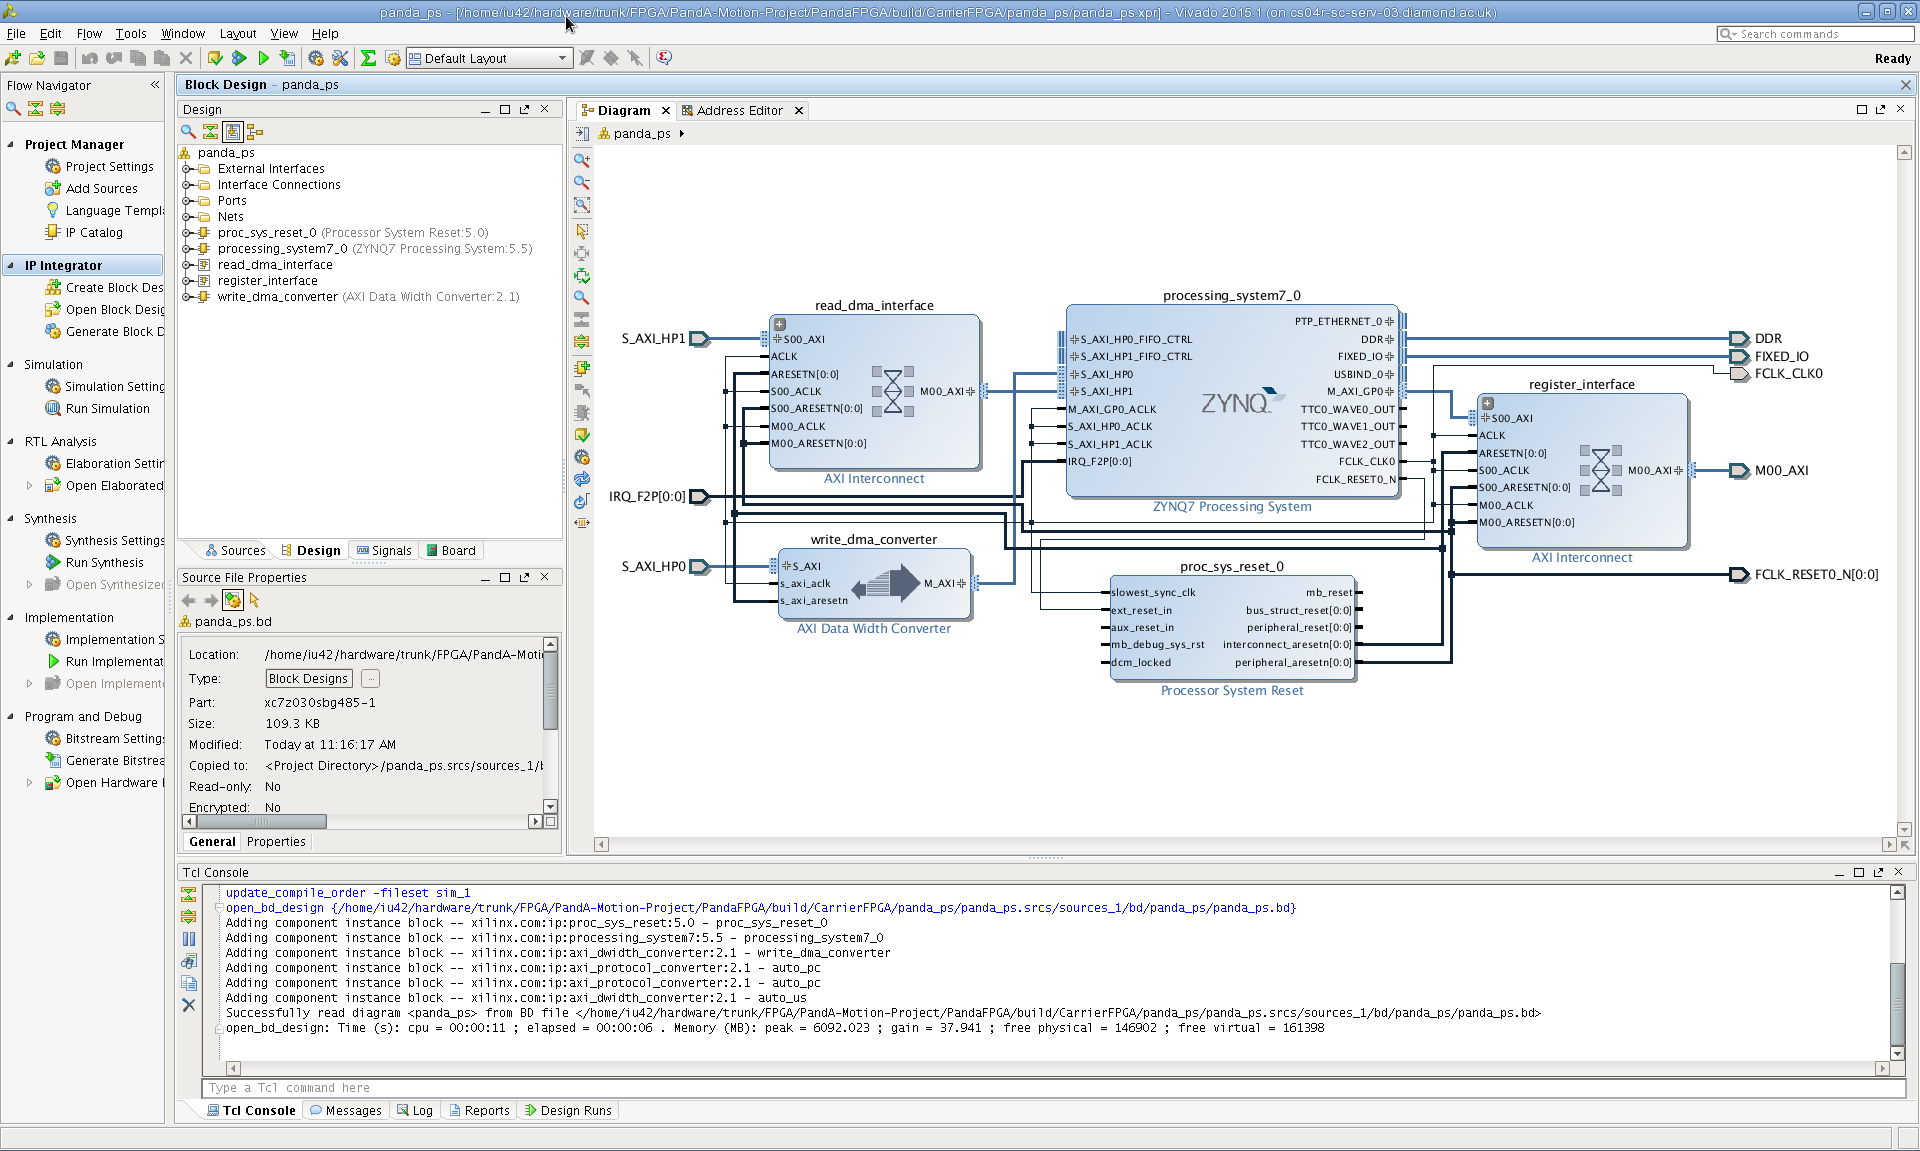 panda_ps - [/home/iu42/hardware/trunk/FPGA/PandA-Motion-Project/PandaFPGA/build/CarrierFPGA/panda_ps/panda_ps.xpr] - Vivado 2015.1 (on cs04r-sc-serv-03.diamond.ac.uk)
File Edit Flow Tools Window Layout View Help
Search commands
Default Layout
Ready
Flow Navigator
Project Manager
Project Settings
Add Sources
Language Templa
IP Catalog
IP Integrator
Create Block Des
Open Block Desig
Generate Block D
Simulation
Simulation Setting
Run Simulation
RTL Analysis
Elaboration Settin
Open Elaborated
Synthesis
Synthesis Settings
Run Synthesis
Open Synthesized
Implementation
Implementation S
Run Implementat
Open Implement
Program and Debug
Bitstream Settings
Generate Bitstrea
Open Hardware M
Block Design - panda_ps
Design
panda_ps
External Interfaces
Interface Connections
Ports
Nets
proc_sys_reset_0 (Processor System Reset:5.0)
processing_system7_0 (ZYNQ7 Processing System:5.5)
read_dma_interface
register_interface
write_dma_converter (AXI Data Width Converter:2.1)
Sources Design Signals Board
Source File Properties
panda_ps.bd
Location: /home/iu42/hardware/trunk/FPGA/PandA-Motio
Type: Block Designs ...
Part: xc7z030sbg485-1
Size: 109.3 KB
Modified: Today at 11:16:17 AM
Copied to: <Project Directory>/panda_ps.srcs/sources_1/b
Read-only: No
Encrypted: No
General Properties
Diagram Address Editor
panda_ps
S_AXI_HP1
IRQ_F2P[0:0]
S_AXI_HP0
read_dma_interface
S00_AXI
ACLK
ARESETN[0:0]
S00_ACLK
S00_ARESETN[0:0]
M00_ACLK
M00_ARESETN[0:0]
M00_AXI
AXI Interconnect
write_dma_converter
S_AXI
s_axi_aclk
s_axi_aresetn
M_AXI
AXI Data Width Converter
processing_system7_0
S_AXI_HP0_FIFO_CTRL
S_AXI_HP1_FIFO_CTRL
S_AXI_HP0
S_AXI_HP1
M_AXI_GP0_ACLK
S_AXI_HP0_ACLK
S_AXI_HP1_ACLK
IRQ_F2P[0:0]
ZYNQ
PTP_ETHERNET_0
DDR
FIXED_IO
USBIND_0
M_AXI_GP0
TTC0_WAVE0_OUT
TTC0_WAVE1_OUT
TTC0_WAVE2_OUT
FCLK_CLK0
FCLK_RESET0_N
ZYNQ7 Processing System
proc_sys_reset_0
slowest_sync_clk
ext_reset_in
aux_reset_in
mb_debug_sys_rst
dcm_locked
mb_reset
bus_struct_reset[0:0]
peripheral_reset[0:0]
interconnect_aresetn[0:0]
peripheral_aresetn[0:0]
Processor System Reset
register_interface
S00_AXI
ACLK
ARESETN[0:0]
S00_ACLK
S00_ARESETN[0:0]
M00_ACLK
M00_ARESETN[0:0]
M00_AXI
AXI Interconnect
DDR
FIXED_IO
FCLK_CLK0
M00_AXI
FCLK_RESET0_N[0:0]
Tcl Console
update_compile_order -fileset sim_1
open_bd_design {/home/iu42/hardware/trunk/FPGA/PandA-Motion-Project/PandaFPGA/build/CarrierFPGA/panda_ps/panda_ps.srcs/sources_1/bd/panda_ps/panda_ps.bd}
Adding component instance block -- xilinx.com:ip:proc_sys_reset:5.0 - proc_sys_reset_0
Adding component instance block -- xilinx.com:ip:processing_system7:5.5 - processing_system7_0
Adding component instance block -- xilinx.com:ip:axi_dwidth_converter:2.1 - write_dma_converter
Adding component instance block -- xilinx.com:ip:axi_protocol_converter:2.1 - auto_pc
Adding component instance block -- xilinx.com:ip:axi_protocol_converter:2.1 - auto_pc
Adding component instance block -- xilinx.com:ip:axi_dwidth_converter:2.1 - auto_us
Successfully read diagram <panda_ps> from BD file </home/iu42/hardware/trunk/FPGA/PandA-Motion-Project/PandaFPGA/build/CarrierFPGA/panda_ps/panda_ps.srcs/sources_1/bd/panda_ps/panda_ps.bd>
open_bd_design: Time (s): cpu = 00:00:11 ; elapsed = 00:00:06 . Memory (MB): peak = 6092.023 ; gain = 37.941 ; free physical = 146902 ; free virtual = 161398
Type a Tcl command here
Tcl Console Messages Log Reports Design Runs